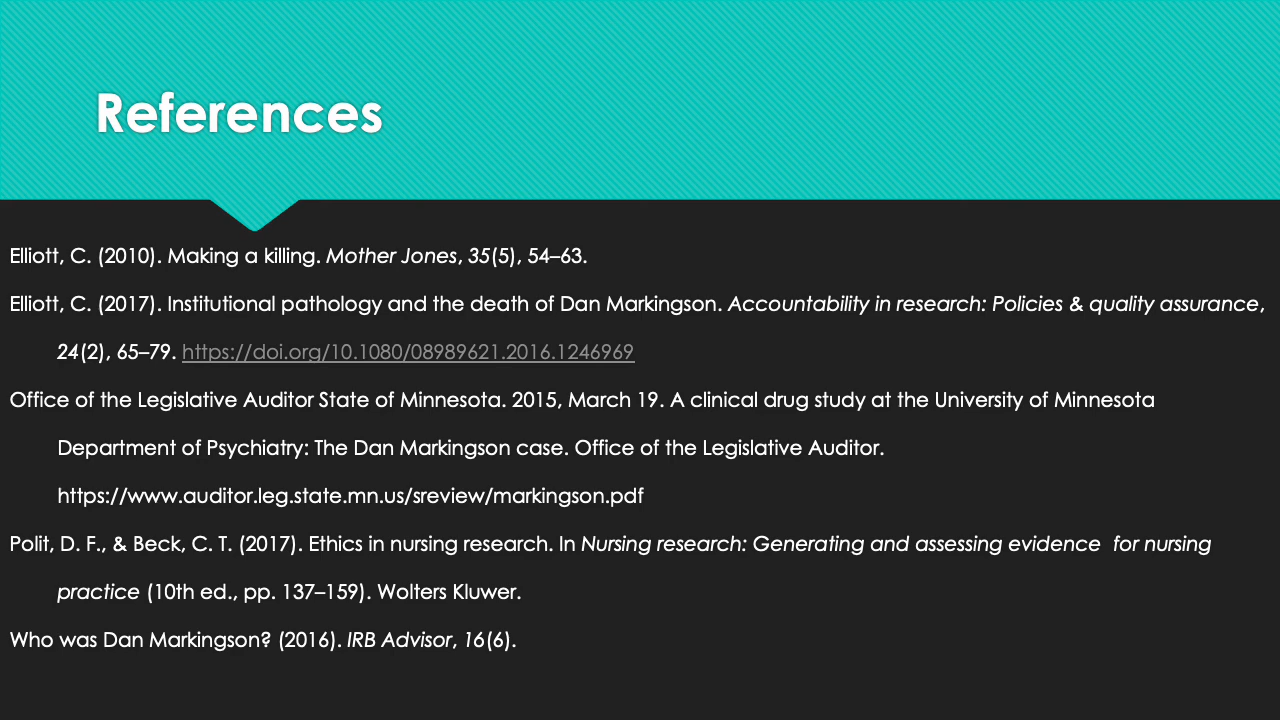 References
Elliott, C. (2010). Making a killing. Mother Jones, 35(5), 54–63.
Elliott, C. (2017). Institutional pathology and the death of Dan Markingson. Accountability in research: Policies & quality assurance,
24(2), 65–79. https://doi.org/10.1080/08989621.2016.1246969
Office of the Legislative Auditor State of Minnesota. 2015, March 19. A clinical drug study at the University of Minnesota
Department of Psychiatry: The Dan Markingson case. Office of the Legislative Auditor.
https://www.auditor.leg.state.mn.us/sreview/markingson.pdf
Polit, D. F., & Beck, C. T. (2017). Ethics in nursing research. In Nursing research: Generating and assessing evidence  for nursing
practice (10th ed., pp. 137–159). Wolters Kluwer.
Who was Dan Markingson? (2016). IRB Advisor, 16(6).